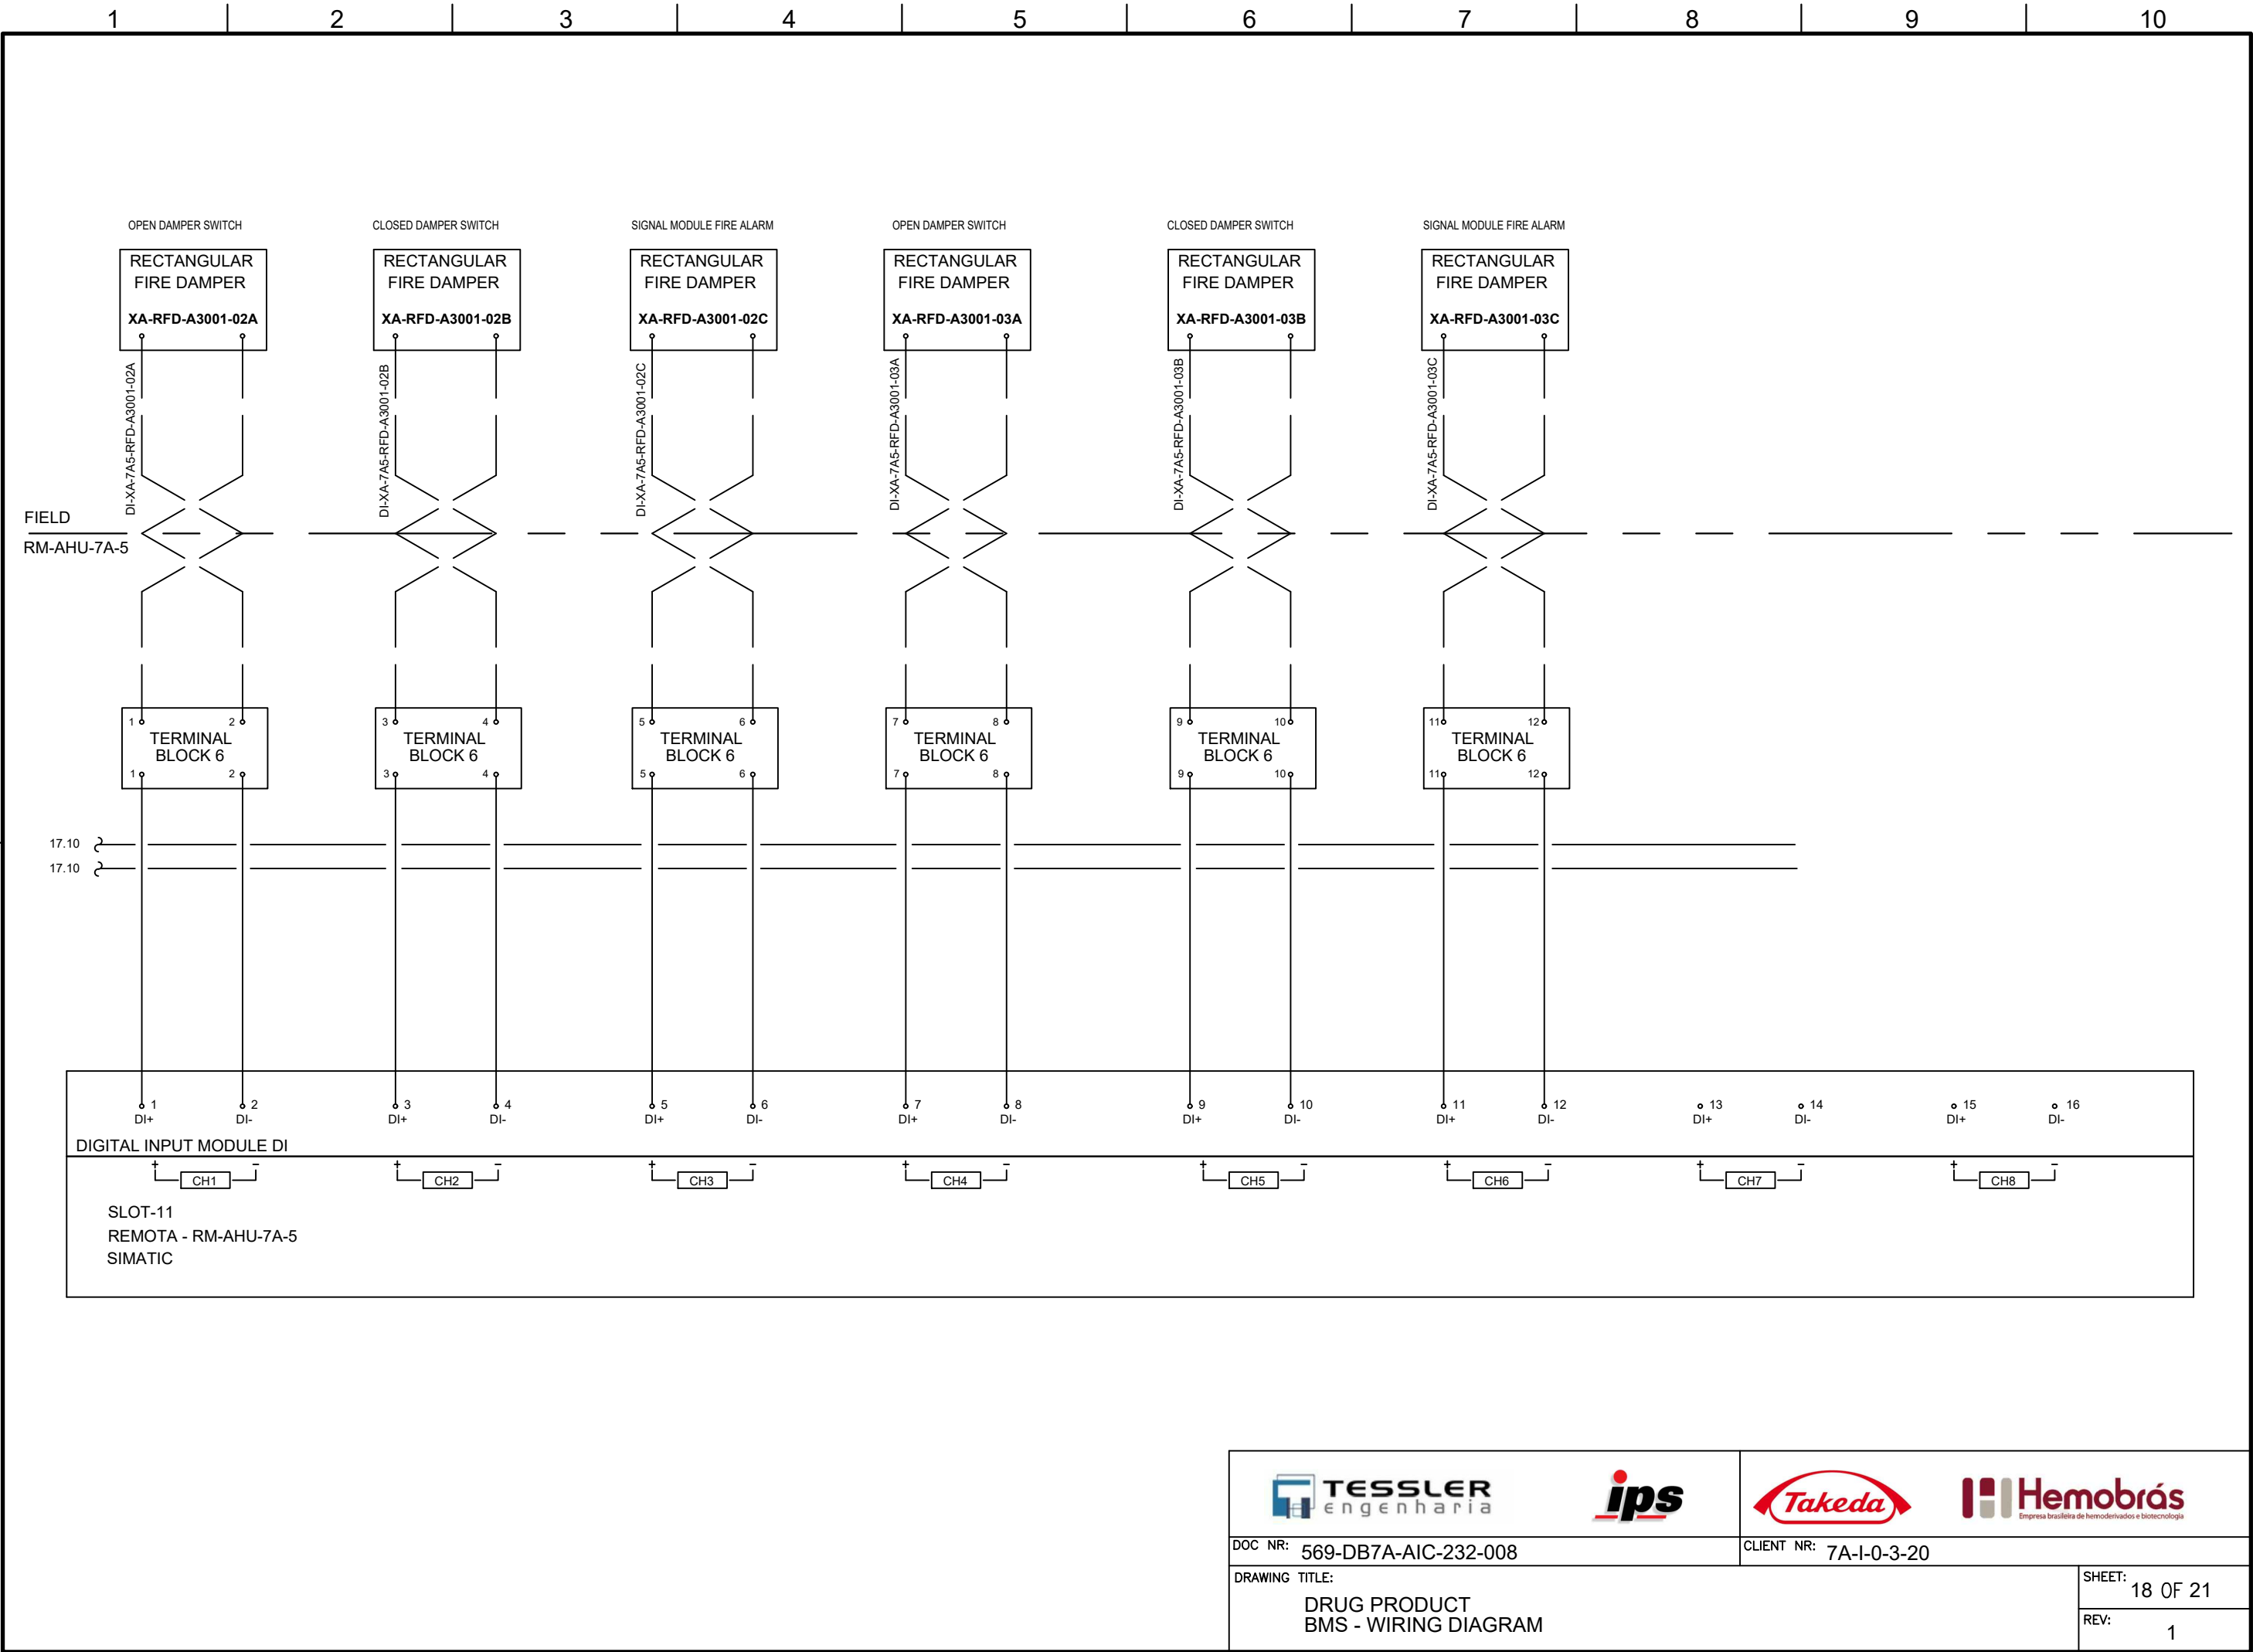 1 2 3 4 5 6 7 8 9 10
OPEN DAMPER SWITCH CLOSED DAMPER SWITCH SIGNAL MODULE FIRE ALARM OPEN DAMPER SWITCH CLOSED DAMPER SWITCH SIGNAL MODULE FIRE ALARM
RECTANGULAR RECTANGULAR RECTANGULAR RECTANGULAR RECTANGULAR RECTANGULAR
FIRE DAMPER FIRE DAMPER FIRE DAMPER FIRE DAMPER FIRE DAMPER FIRE DAMPER
XA-RFD-A3001-02A XA-RFD-A3001-02B XA-RFD-A3001-02C XA-RFD-A3001-03A XA-RFD-A3001-03B XA-RFD-A3001-03C
DI-XA-7A5-RFD-A3001-02A
DI-XA-7A5-RFD-A3001-02B
DI-XA-7A5-RFD-A3001-02C
DI-XA-7A5-RFD-A3001-03A
DI-XA-7A5-RFD-A3001-03B
DI-XA-7A5-RFD-A3001-03C
FIELD
RM-AHU-7A-5
1 2 3 4 5 6 7 8 9 10 11 12
TERMINAL TERMINAL TERMINAL TERMINAL TERMINAL TERMINAL
BLOCK 6 BLOCK 6 BLOCK 6 BLOCK 6 BLOCK 6 BLOCK 6
1 2 3 4 5 6 7 8 9 10 11 12
17.10
17.10
1 2 3 4 5 6 7 8 9 10 11 12 13 14 15 16
DI+ DI- DI+ DI- DI+ DI- DI+ DI- DI+ DI- DI+ DI- DI+ DI- DI+ DI-
DIGITAL INPUT MODULE DI
+ - + - + - + - + - + - + - + -
CH1 CH2 CH3 CH4 CH5 CH6 CH7 CH8
SLOT-11
REMOTA - RM-AHU-7A-5
SIMATIC
TESSLER
engenharia
ips
Takeda
Hemobrás
Empresa brasileira de hemoderivados e biotecnologia
DOC NR: 569-DB7A-AIC-232-008
CLIENT NR: 7A-I-0-3-20
DRAWING TITLE:
DRUG PRODUCT
BMS - WIRING DIAGRAM
SHEET: 18 OF 21
REV: 1